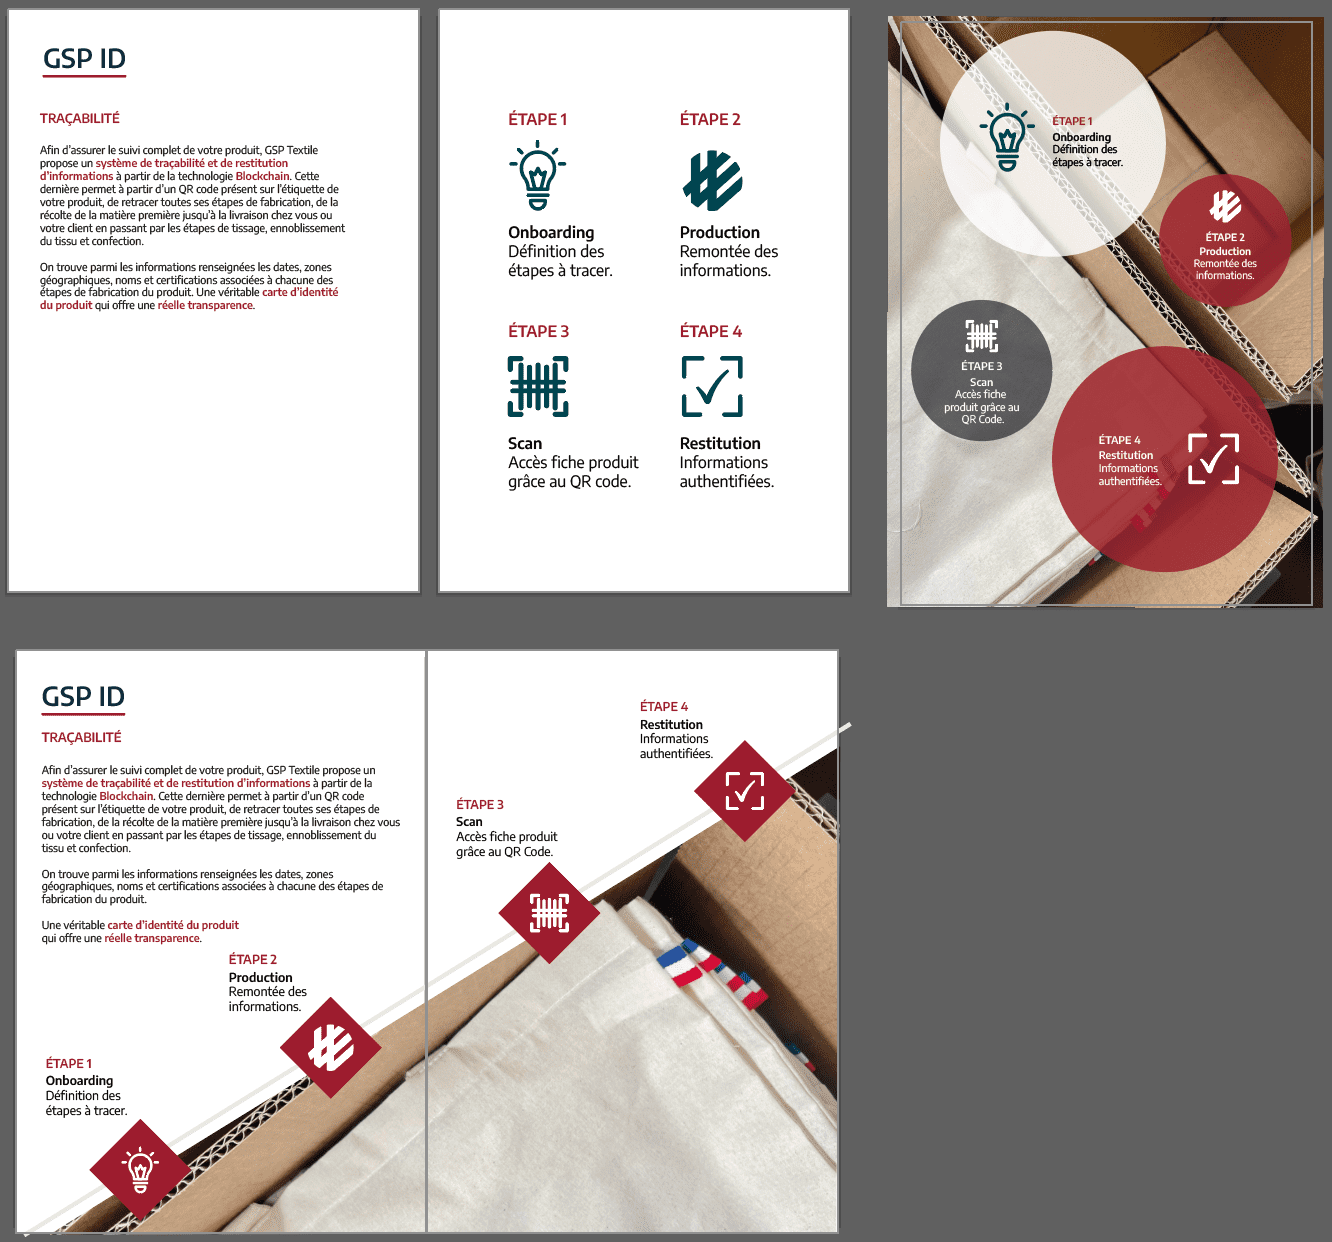 GSP ID
TRAÇABILITÉ
Afin d'assurer le suivi complet de votre produit, GSP Textile
propose un système de traçabilité et de restitution
d'informations à partir de la technologie Blockchain. Cette
dernière permet à partir d'un QR code présent sur l'étiquette de
votre produit, de retracer toutes ses étapes de fabrication, de la
récolte de la matière première jusqu'à la livraison chez vous ou
votre client en passant par les étapes de tissage, ennoblissement
du tissu et confection.
On trouve parmi les informations renseignées les dates, zones
géographiques, noms et certifications associées à chacune des
étapes de fabrication du produit. Une véritable carte d'identité
du produit qui offre une réelle transparence.
ÉTAPE 1
Onboarding
Définition des
étapes à tracer.
ÉTAPE 2
Production
Remontée des
informations.
ÉTAPE 3
Scan
Accès fiche produit
grâce au QR code.
ÉTAPE 4
Restitution
Informations
authentifiées.
ÉTAPE 1
Onboarding
Définition des
étapes à tracer.
ÉTAPE 2
Production
Remontée des
informations.
ÉTAPE 3
Scan
Accès fiche
produit grâce au
QR Code.
ÉTAPE 4
Restitution
Informations
authentifiées.
GSP ID
TRAÇABILITÉ
Afin d'assurer le suivi complet de votre produit, GSP Textile propose un
système de traçabilité et de restitution d'informations à partir de la
technologie Blockchain. Cette dernière permet à partir d'un QR code
présent sur l'étiquette de votre produit, de retracer toutes ses étapes de
fabrication, de la récolte de la matière première jusqu'à la livraison chez vous
ou votre client en passant par les étapes de tissage, ennoblissement du
tissu et confection.
On trouve parmi les informations renseignées les dates, zones
géographiques, noms et certifications associées à chacune des étapes de
fabrication du produit.
Une véritable carte d'identité du produit
qui offre une réelle transparence.
ÉTAPE 1
Onboarding
Définition des
étapes à tracer.
ÉTAPE 2
Production
Remontée des
informations.
ÉTAPE 3
Scan
Accès fiche produit
grâce au QR Code.
ÉTAPE 4
Restitution
Informations
authentifiées.